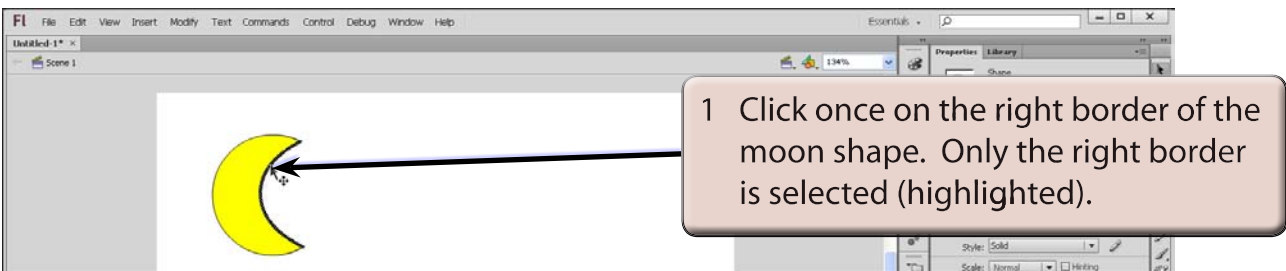 Fl File Edit View Insert Modify Text Commands Control Debug Window Help Essentials
Untitled-1* ×
Scene 1 134%
Properties Library
Shape
1 Click once on the right border of the
moon shape. Only the right border
is selected (highlighted).
Style: Solid
Scale: Normal Hinting